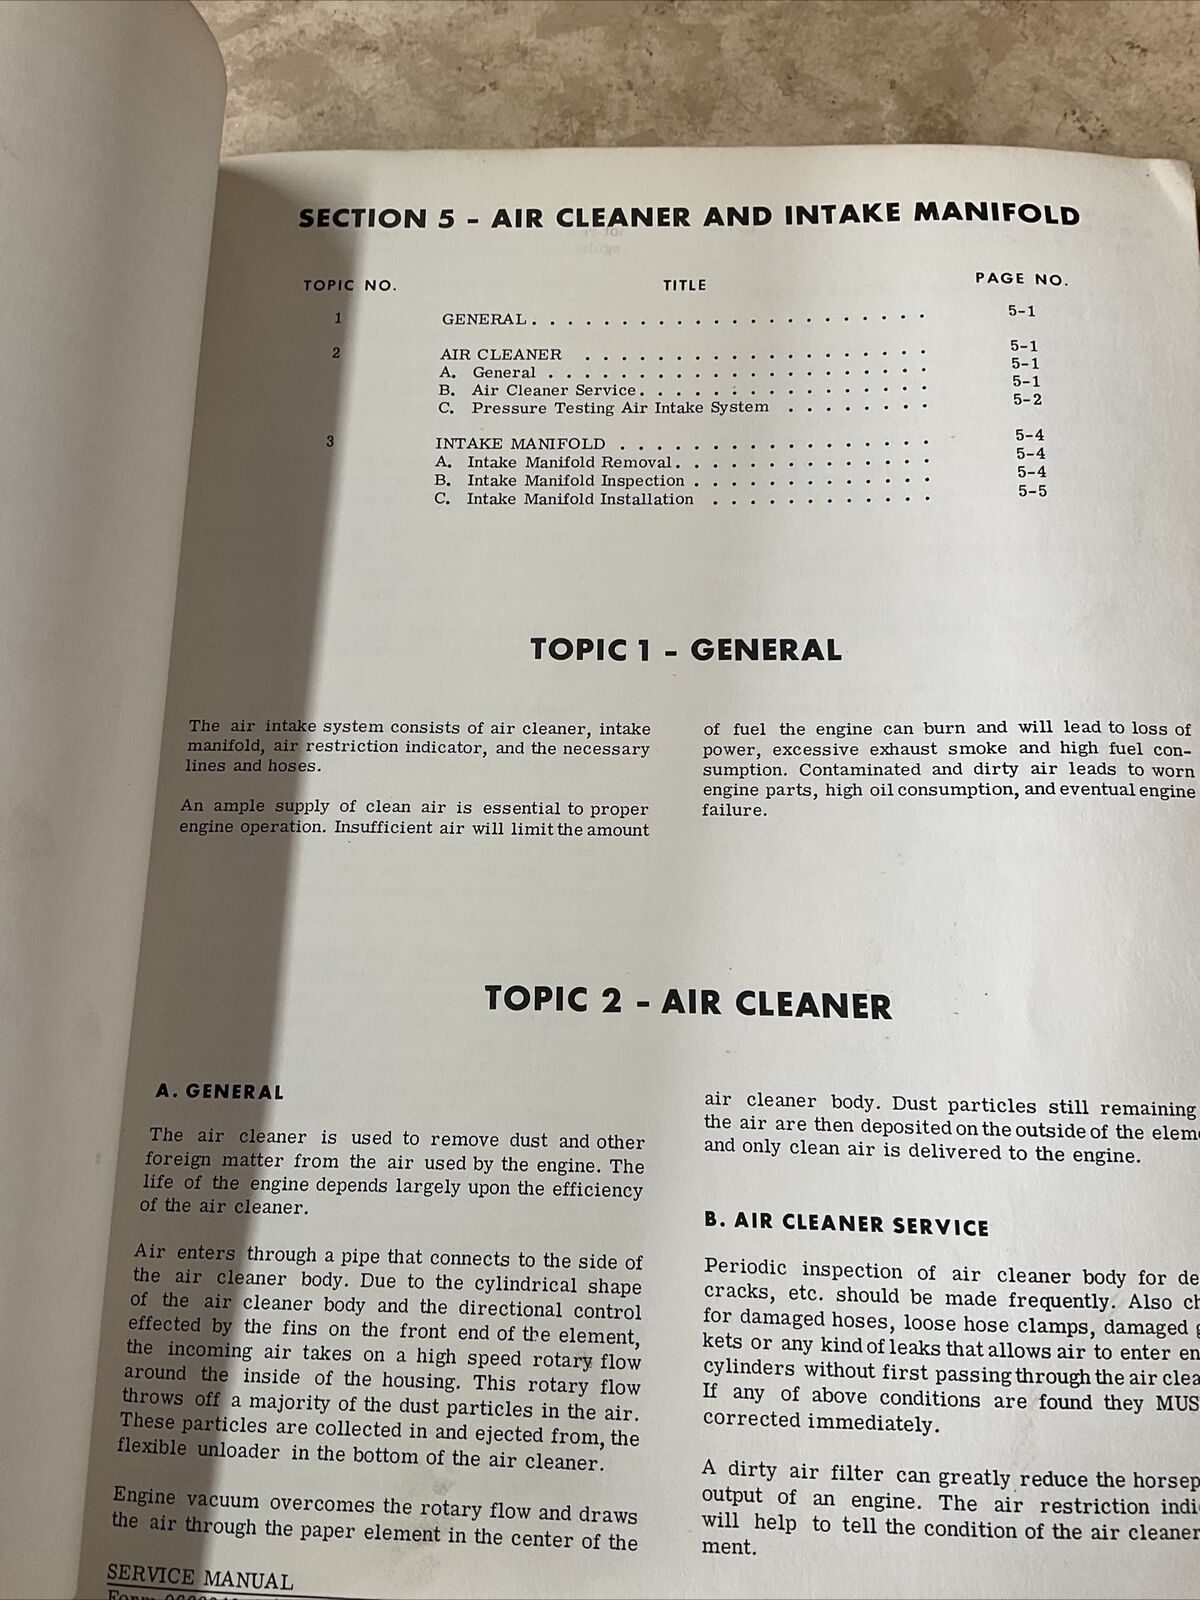 SECTION 5 - AIR CLEANER AND INTAKE MANIFOLD
TOPIC NO. TITLE PAGE NO.
1 GENERAL . . . . . . . . . . . . . . . . . . . . . . 5-1
2 AIR CLEANER . . . . . . . . . . . . . . . . . . . . 5-1
A. General . . . . . . . . . . . . . . . . . . . . . . 5-1
B. Air Cleaner Service . . . . . . . . . . . . . . . . . 5-1
C. Pressure Testing Air Intake System . . . . . . . . 5-2
3 INTAKE MANIFOLD . . . . . . . . . . . . . . . . . . 5-4
A. Intake Manifold Removal . . . . . . . . . . . . . . . 5-4
B. Intake Manifold Inspection . . . . . . . . . . . . . . 5-4
C. Intake Manifold Installation . . . . . . . . . . . . . 5-5
TOPIC 1 - GENERAL
The air intake system consists of air cleaner, intake
manifold, air restriction indicator, and the necessary
lines and hoses.
An ample supply of clean air is essential to proper
engine operation. Insufficient air will limit the amount
of fuel the engine can burn and will lead to loss of
power, excessive exhaust smoke and high fuel con-
sumption. Contaminated and dirty air leads to worn
engine parts, high oil consumption, and eventual engine
failure.
TOPIC 2 - AIR CLEANER
A. GENERAL
The air cleaner is used to remove dust and other
foreign matter from the air used by the engine. The
life of the engine depends largely upon the efficiency
of the air cleaner.
Air enters through a pipe that connects to the side of
the air cleaner body. Due to the cylindrical shape
of the air cleaner body and the directional control
effected by the fins on the front end of the element,
the incoming air takes on a high speed rotary flow
around the inside of the housing. This rotary flow
throws off a majority of the dust particles in the air.
These particles are collected in and ejected from, the
flexible unloader in the bottom of the air cleaner.
Engine vacuum overcomes the rotary flow and draws
the air through the paper element in the center of the
air cleaner body. Dust particles still remaining
the air are then deposited on the outside of the elem
and only clean air is delivered to the engine.
B. AIR CLEANER SERVICE
Periodic inspection of air cleaner body for de
cracks, etc. should be made frequently. Also ch
for damaged hoses, loose hose clamps, damaged g
kets or any kind of leaks that allows air to enter en
cylinders without first passing through the air clea
If any of above conditions are found they MUS
corrected immediately.
A dirty air filter can greatly reduce the horsep
output of an engine. The air restriction indi
will help to tell the condition of the air cleaner
ment.
SERVICE MANUAL
Form